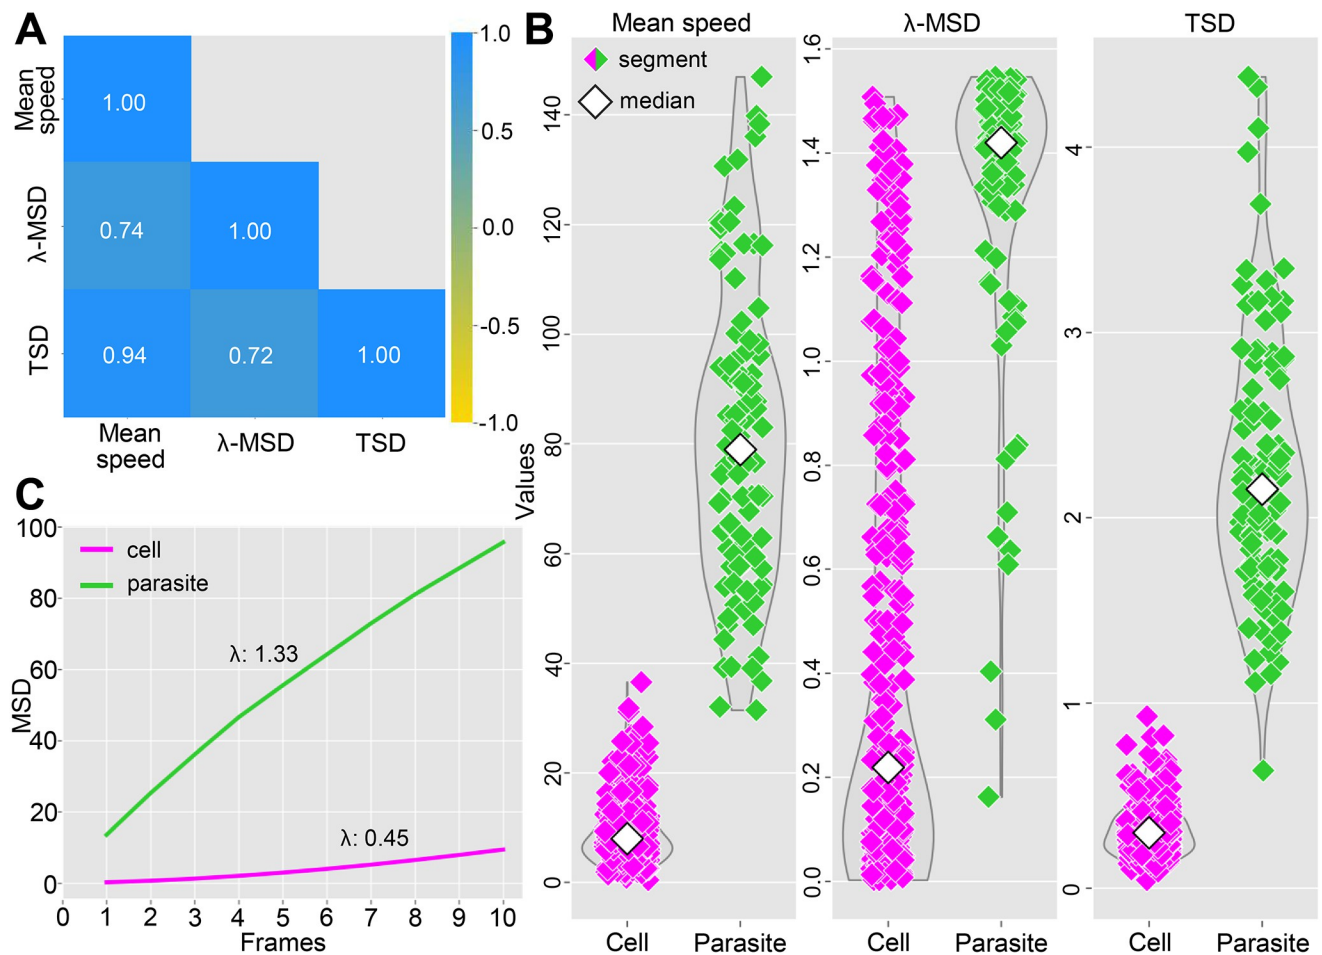 A
Mean
speed
λ-MSD
TSD
1.00
0.74
1.00
0.94
0.72
1.00
Mean
speed
λ-MSD
TSD
1.0
0.5
0.0
-0.5
-1.0
B
Mean speed
λ-MSD
TSD
segment
median
Values
140
120
100
80
60
40
20
0
Cell
Parasite
1.6
1.4
1.2
1.0
0.8
0.6
0.4
0.2
0.0
Cell
Parasite
4
3
2
1
0
Cell
Parasite
C
MSD
100
80
60
40
20
0
cell
parasite
λ: 1.33
λ: 0.45
0 1 2 3 4 5 6 7 8 9 10
Frames